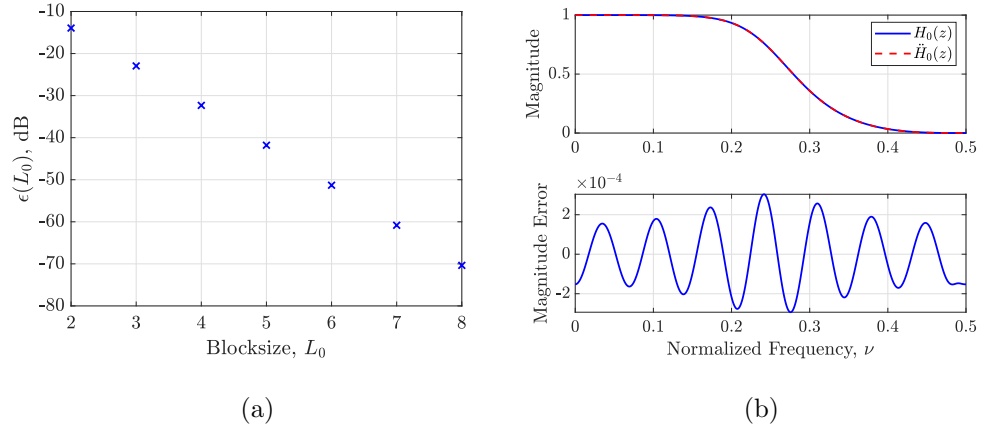 -10
-20
-30
-40
-50
-60
-70
-80
2 3 4 5 6 7 8
ϵ(L₀), dB
Blocksize, L₀
(a)
1
0.5
0
0 0.1 0.2 0.3 0.4 0.5
Magnitude
H₀(z)
Ḧ₀(z)
×10⁻⁴
2
0
-2
0 0.1 0.2 0.3 0.4 0.5
Magnitude Error
Normalized Frequency, ν
(b)